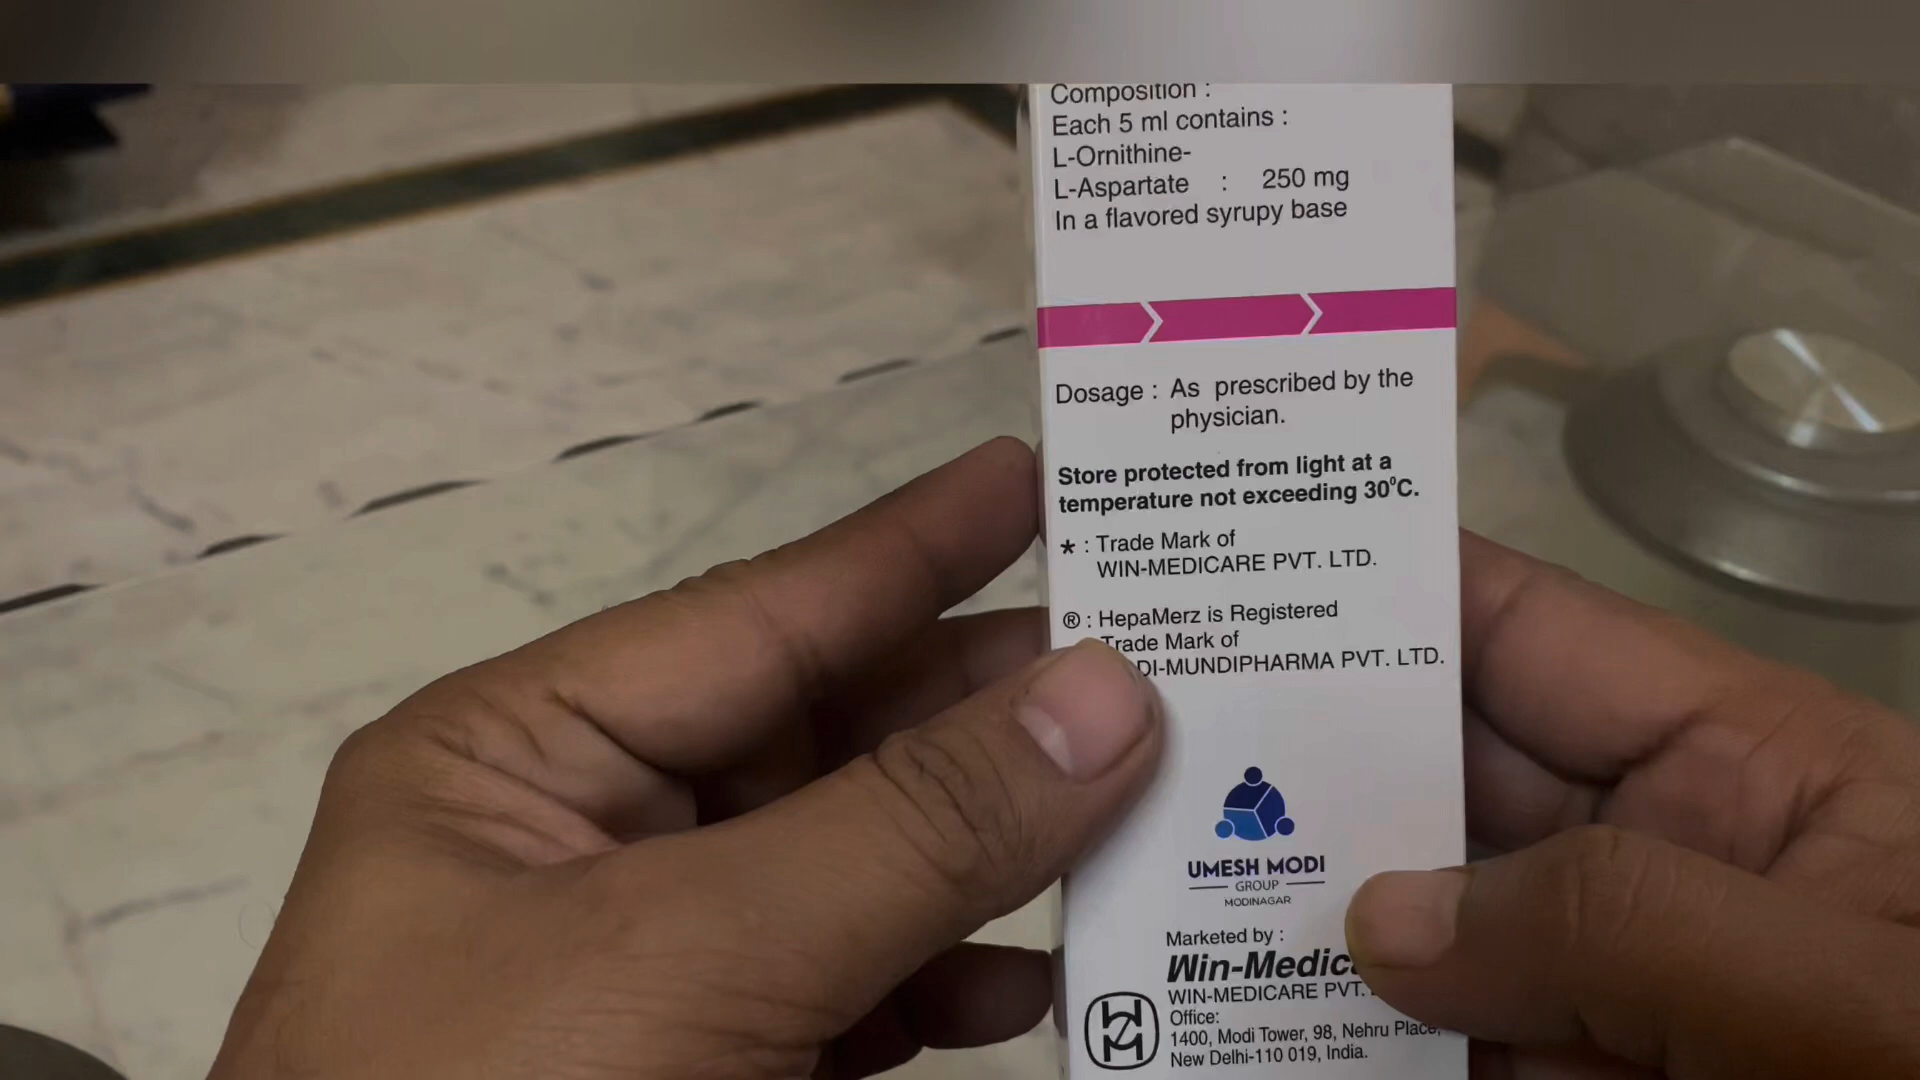 Composition :
Each 5 ml contains :
L-Ornithine-
L-Aspartate : 250 mg
In a flavored syrupy base
Dosage : As prescribed by the
physician.
Store protected from light at a
temperature not exceeding 30⁰C.
* : Trade Mark of
WIN-MEDICARE PVT. LTD.
® : HepaMerz is Registered
Trade Mark of
DI-MUNDIPHARMA PVT. LTD.
UMESH MODI
GROUP
MODINAGAR
Marketed by :
Win-Medic
WIN-MEDICARE PVT.
Office:
1400, Modi Tower, 98, Nehru Place,
New Delhi-110 019, India.